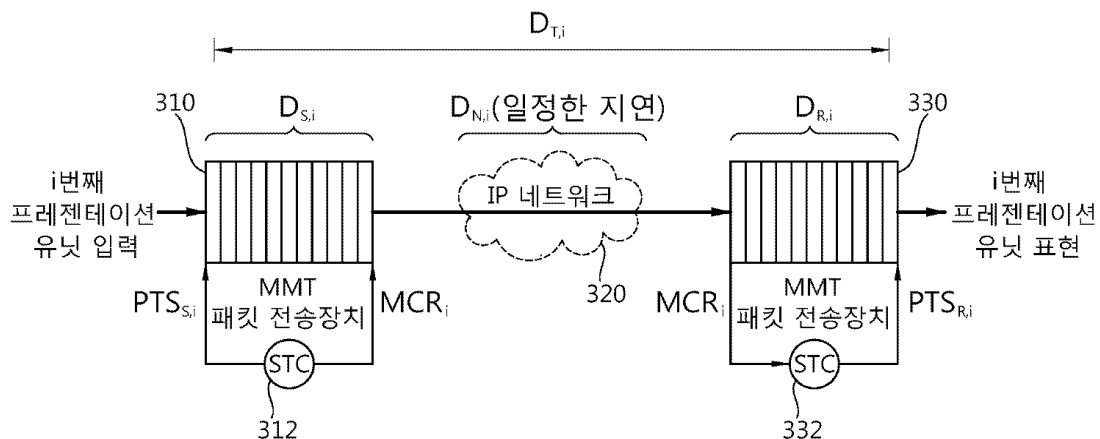 D_T,i
310
D_S,i
D_N,i(일정한 지연)
D_R,i
330
i번째
프레젠테이션
유닛 입력
IP 네트워크
i번째
프레젠테이션
유닛 표현
320
PTS_S,i
MMT
패킷 전송장치
MCR_i
MCR_i
MMT
패킷 전송장치
PTS_R,i
STC
STC
312
332